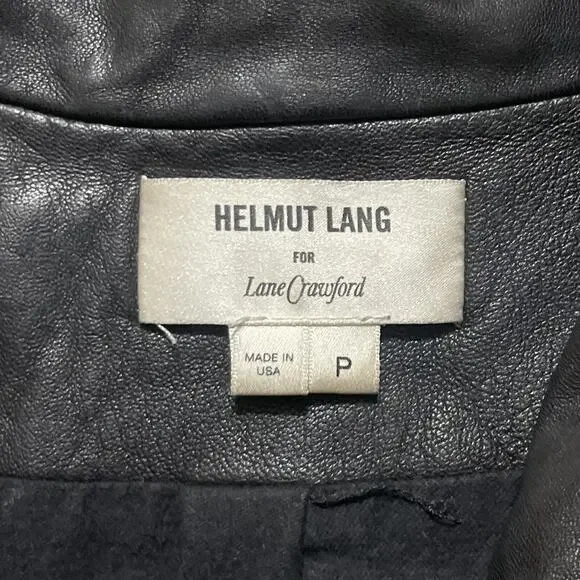 HELMUT LANG
FOR
Lane Crawford
MADE IN
USA
P